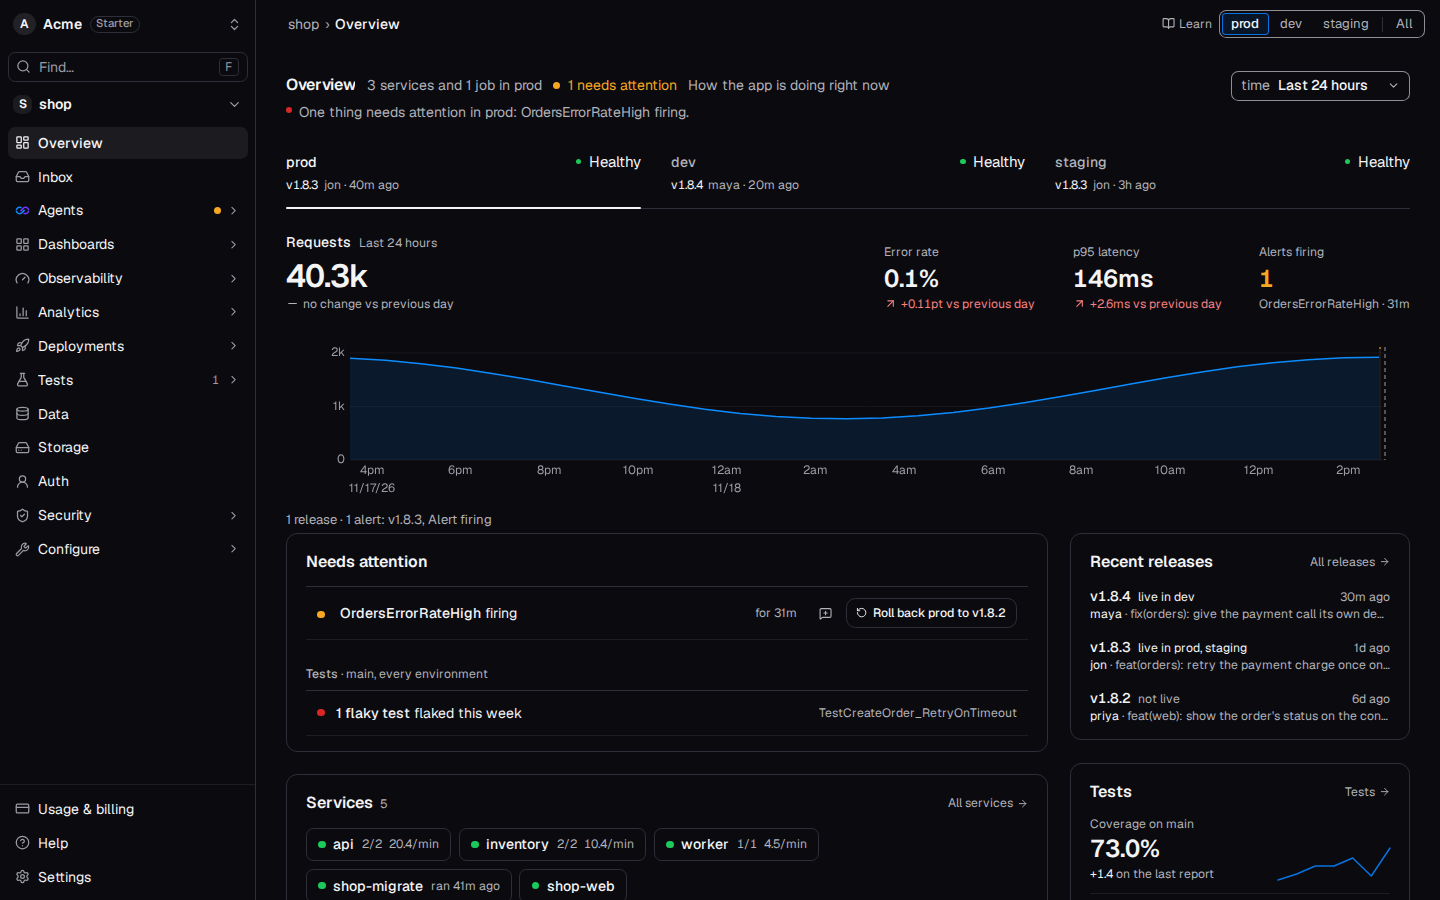 A Acme Starter
Find... F
S shop
Overview
Inbox
Agents
Dashboards
Observability
Analytics
Deployments
Tests 1
Data
Storage
Auth
Security
Configure
Usage & billing
Help
Settings
shop › Overview
Learn prod dev staging All
Overview 3 services and 1 job in prod 1 needs attention How the app is doing right now
time Last 24 hours
One thing needs attention in prod: OrdersErrorRateHigh firing.
prod Healthy
v1.8.3 jon · 40m ago
dev Healthy
v1.8.4 maya · 20m ago
staging Healthy
v1.8.3 jon · 3h ago
Requests Last 24 hours
40.3k
— no change vs previous day
Error rate
0.1%
↗ +0.11pt vs previous day
p95 latency
146ms
↗ +2.6ms vs previous day
Alerts firing
1
OrdersErrorRateHigh · 31m
2k
1k
0
4pm 6pm 8pm 10pm 12am 2am 4am 6am 8am 10am 12pm 2pm
11/17/26 11/18
1 release · 1 alert: v1.8.3, Alert firing
Needs attention
OrdersErrorRateHigh firing for 31m Roll back prod to v1.8.2
Tests · main, every environment
1 flaky test flaked this week TestCreateOrder_RetryOnTimeout
Services 5 All services →
api 2/2 20.4/min inventory 2/2 10.4/min worker 1/1 4.5/min
shop-migrate ran 41m ago shop-web
Recent releases All releases →
v1.8.4 live in dev 30m ago
maya · fix(orders): give the payment call its own de...
v1.8.3 live in prod, staging 1d ago
jon · feat(orders): retry the payment charge once on...
v1.8.2 not live 6d ago
priya · feat(web): show the order's status on the con...
Tests Tests →
Coverage on main
73.0%
+1.4 on the last report